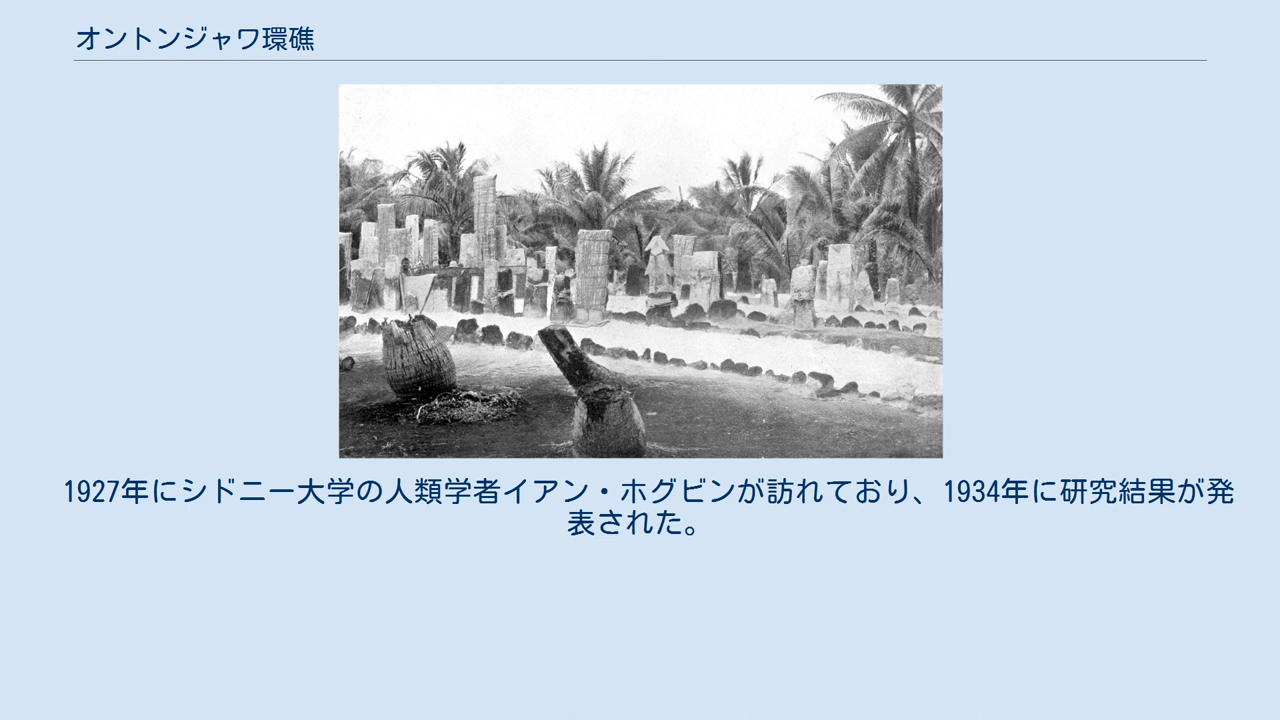 オントンジャワ環礁
1927年にシドニー大学の人類学者イアン・ホグビンが訪れており、1934年に研究結果が発
表された。